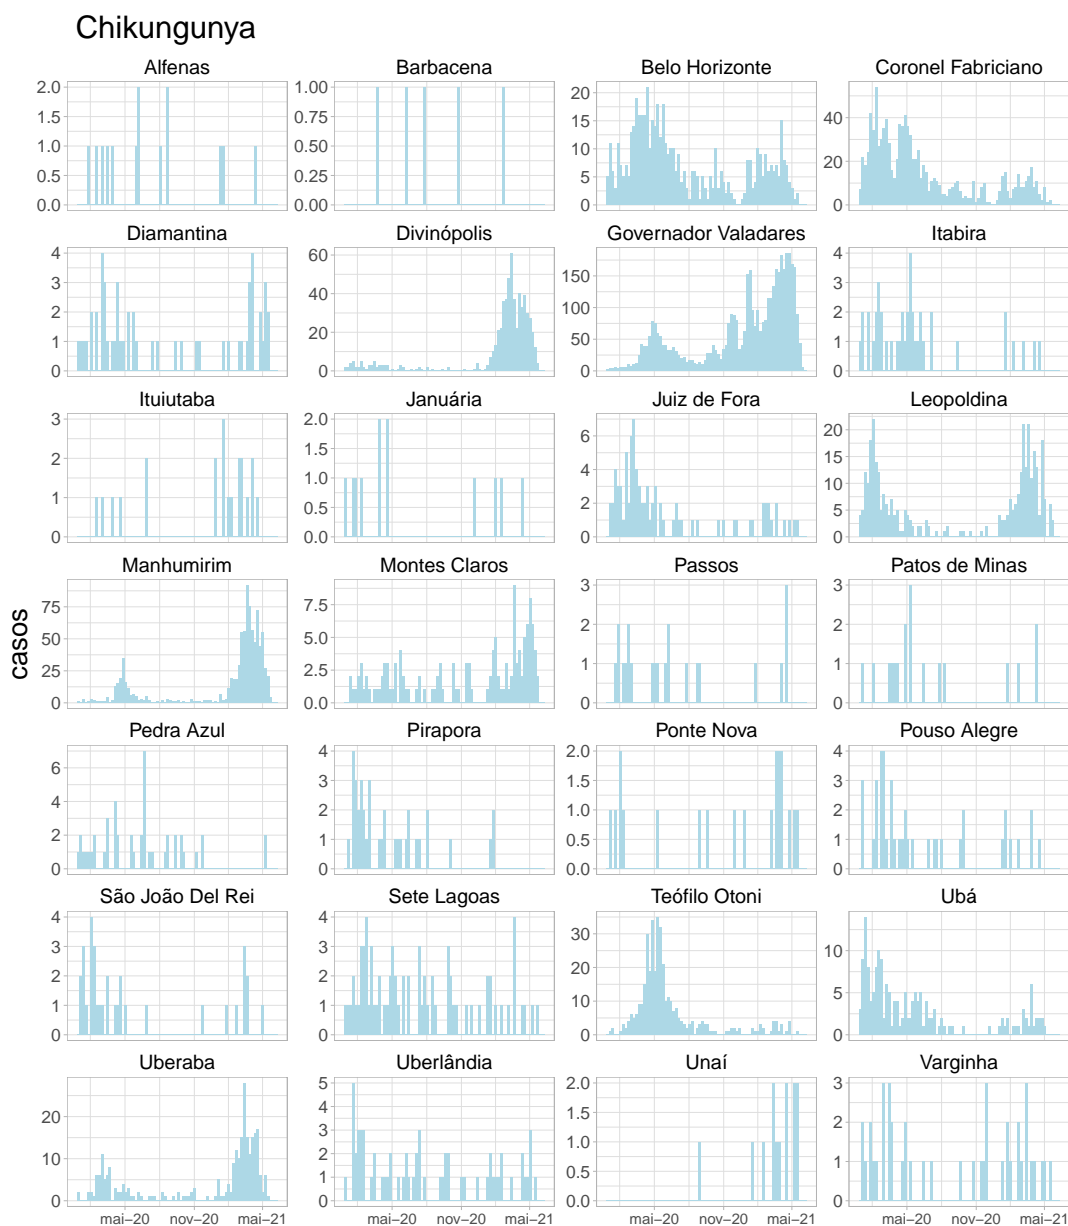 Chikungunya
Alfenas Barbacena Belo Horizonte Coronel Fabriciano
2.0 1.5 1.0 0.5 0.0 1.00 0.75 0.50 0.25 0.00 20 15 10 5 0 40 20 0
Diamantina Divinópolis Governador Valadares Itabira
4 3 2 1 0 60 40 20 0 150 100 50 0 4 3 2 1 0
Ituiutaba Januária Juiz de Fora Leopoldina
3 2 1 0 2.0 1.5 1.0 0.5 0.0 6 4 2 0 20 15 10 5 0
Manhumirim Montes Claros Passos Patos de Minas
casos
75 50 25 0 7.5 5.0 2.5 0.0 3 2 1 0 3 2 1 0
Pedra Azul Pirapora Ponte Nova Pouso Alegre
6 4 2 0 4 3 2 1 0 2.0 1.5 1.0 0.5 0.0 4 3 2 1 0
São João Del Rei Sete Lagoas Teófilo Otoni Ubá
4 3 2 1 0 4 3 2 1 0 30 20 10 0 10 5 0
Uberaba Uberlândia Unaí Varginha
20 10 0 5 4 3 2 1 0 2.0 1.5 1.0 0.5 0.0 3 2 1 0
mai–20 nov–20 mai–21 mai–20 nov–20 mai–21 mai–20 nov–20 mai–21 mai–20 nov–20 mai–21